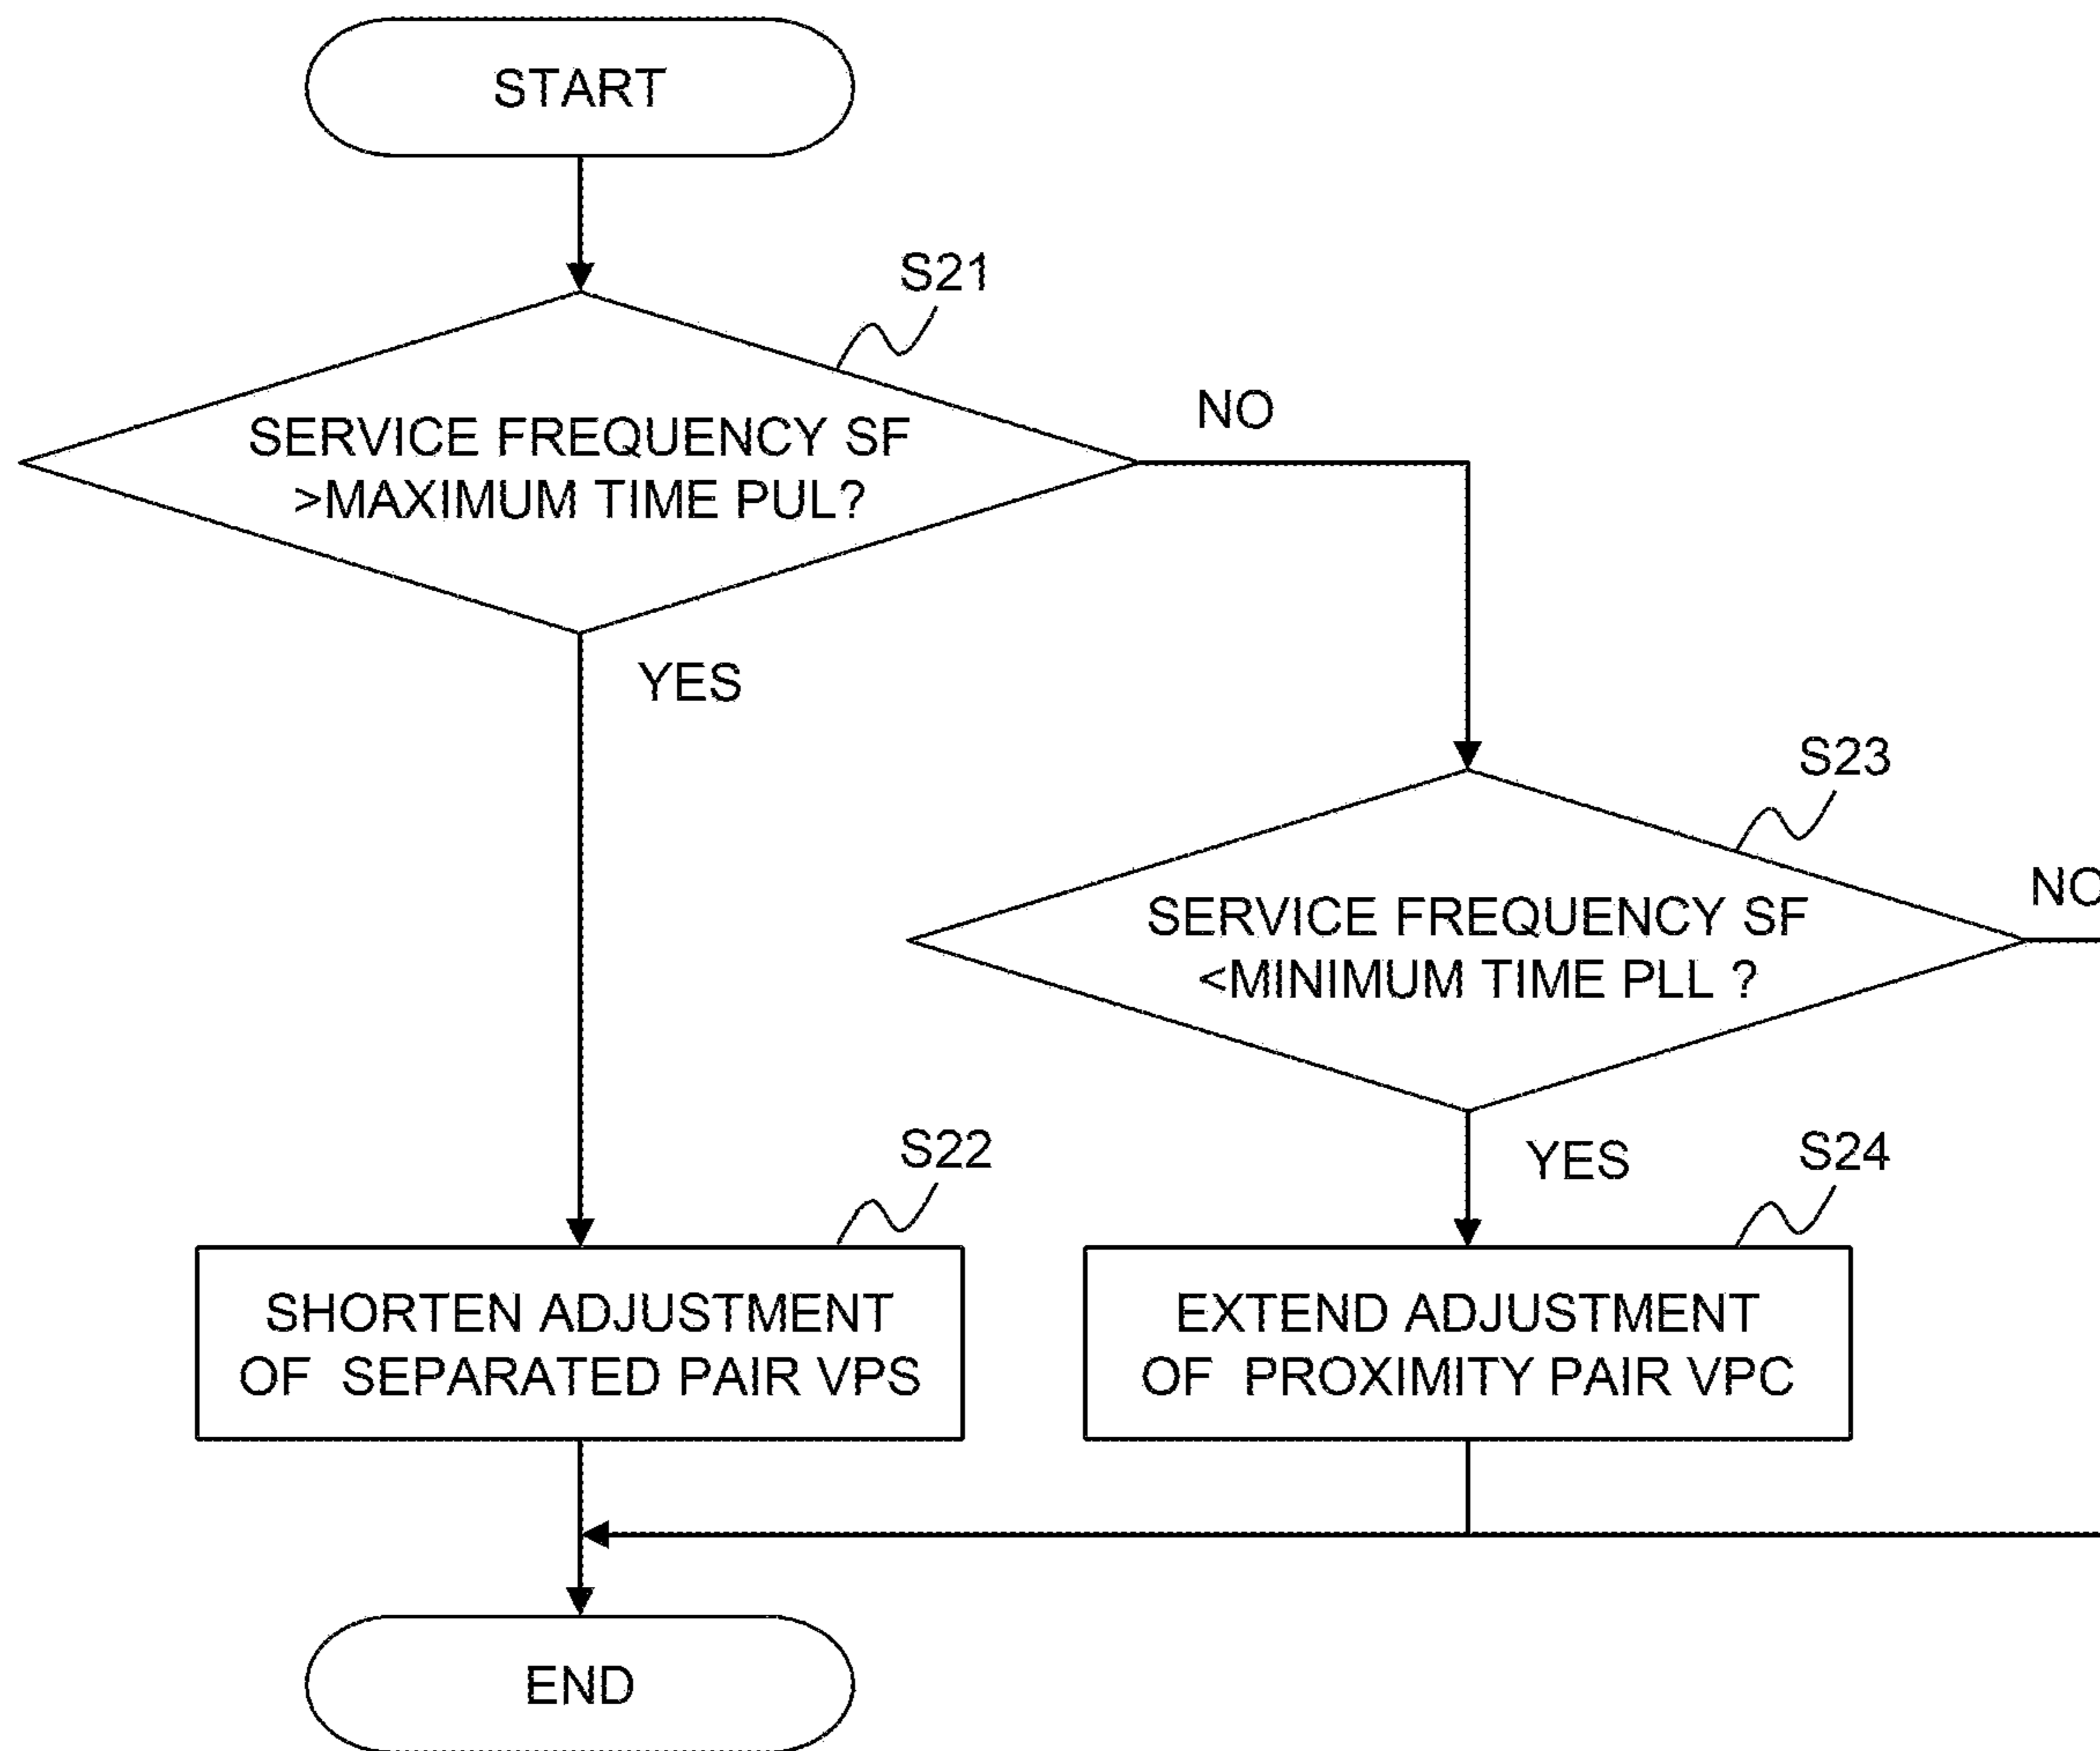 START
S21
SERVICE FREQUENCY SF
>MAXIMUM TIME PUL?
NO
YES
S23
SERVICE FREQUENCY SF
<MINIMUM TIME PLL ?
NO
YES
S22
SHORTEN ADJUSTMENT
OF SEPARATED PAIR VPS
S24
EXTEND ADJUSTMENT
OF PROXIMITY PAIR VPC
END